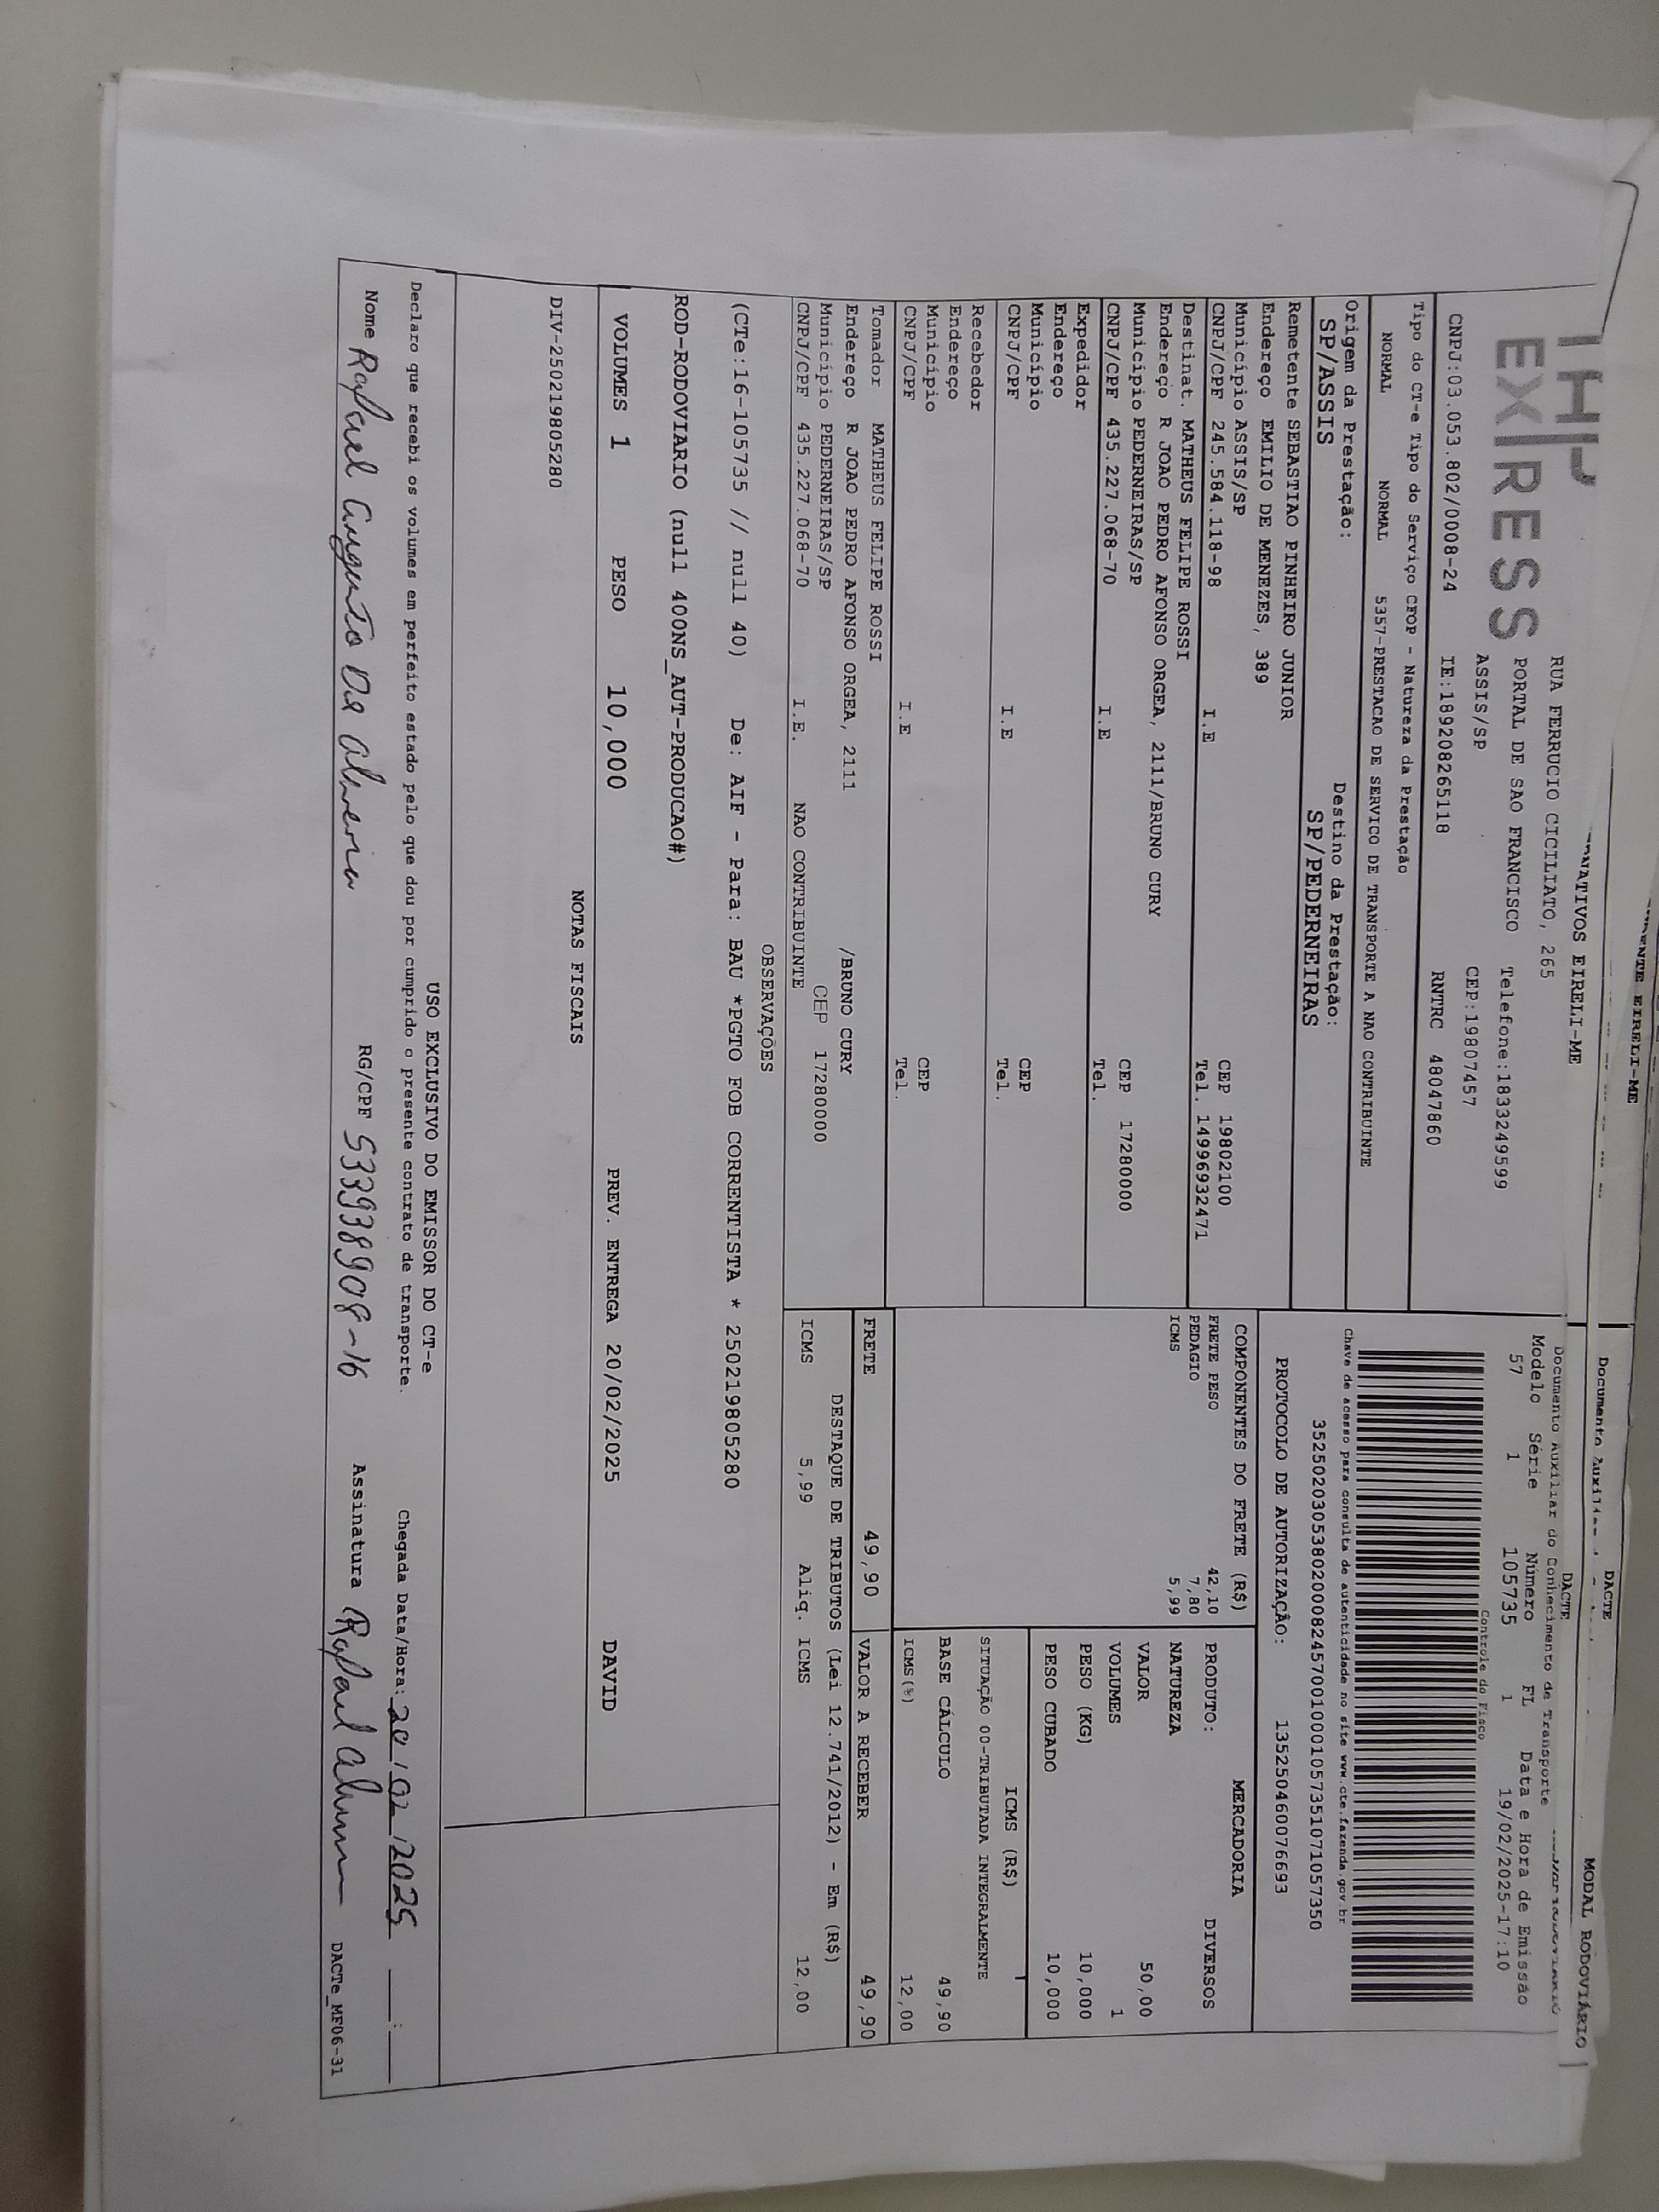 EIRELI-ME
DACTE
MODAL RODOVIÁRIO
EIRELI-ME
DACTE
Documento Auxiliar do Conhecimento de Transporte
EXPRESS
RUA FERRUCIO CICILIATO, 265
PORTAL DE SAO FRANCISCO Telefone:1833249599
ASSIS/SP CEP:19807457
CNPJ:03.053.802/0008-24 IE:189208265118 RNTRC 48047860
Modelo Série Número FL Data e Hora de Emissão
57 1 105735 1 19/02/2025-17:10
Controle do Fisco
Tipo do CT-e Tipo do Serviço CFOP - Natureza da Prestação
NORMAL NORMAL 5357-PRESTACAO DE SERVICO DE TRANSPORTE A NAO CONTRIBUINTE
Chave de acesso para consulta de autenticidade no site www.cte.fazenda.gov.br
35250203053802000824570010001057351071057350
Origem da Prestação: Destino da Prestação:
SP/ASSIS SP/PEDERNEIRAS
PROTOCOLO DE AUTORIZAÇÃO: 135250460076693
Remetente SEBASTIAO PINHEIRO JUNIOR
Endereço EMILIO DE MENEZES, 389
Município ASSIS/SP CEP 19802100
CNPJ/CPF 245.584.118-98 I.E Tel. 14996932471
Destinat. MATHEUS FELIPE ROSSI
Endereço R JOAO PEDRO AFONSO ORGEA, 2111/BRUNO CURY
Município PEDERNEIRAS/SP CEP 17280000
CNPJ/CPF 435.227.068-70 I.E Tel.
Expedidor
Endereço
Município CEP
CNPJ/CPF I.E Tel.
Recebedor
Endereço
Município CEP
CNPJ/CPF I.E Tel.
Tomador MATHEUS FELIPE ROSSI
Endereço R JOAO PEDRO AFONSO ORGEA, 2111 /BRUNO CURY
Município PEDERNEIRAS/SP CEP 17280000
CNPJ/CPF 435.227.068-70 I.E. NAO CONTRIBUINTE
COMPONENTES DO FRETE (R$)
FRETE PESO 42,10
PEDAGIO 7,80
ICMS 5,99
MERCADORIA
PRODUTO: DIVERSOS
NATUREZA
VALOR 50,00
VOLUMES 1
PESO (KG) 10,000
PESO CUBADO 10,000
ICMS (R$)
SITUAÇÃO 00-TRIBUTADA INTEGRALMENTE
BASE CÁLCULO 49,90
ICMS(%) 12,00
FRETE 49,90 VALOR A RECEBER 49,90
DESTAQUE DE TRIBUTOS (Lei 12.741/2012) - Em (R$)
ICMS 5,99 Aliq. ICMS 12,00
OBSERVAÇÕES
(CTe:16-105735 // null 40) De: AIF - Para: BAU *PGTO FOB CORRENTISTA * 250219805280
ROD-RODOVIARIO (null 400NS_AUT-PRODUCAO#)
VOLUMES 1 PESO 10,000 PREV. ENTREGA 20/02/2025 DAVID
NOTAS FISCAIS
DIV-250219805280
USO EXCLUSIVO DO EMISSOR DO CT-e
Declaro que recebi os volumes em perfeito estado pelo que dou por cumprido o presente contrato de transporte. Chegada Data/Hora: 20/02/2025 __:__
Nome Rafael Augusto De Almeida RG/CPF 533938908-16 Assinatura Rafael DACTe_MF06-31